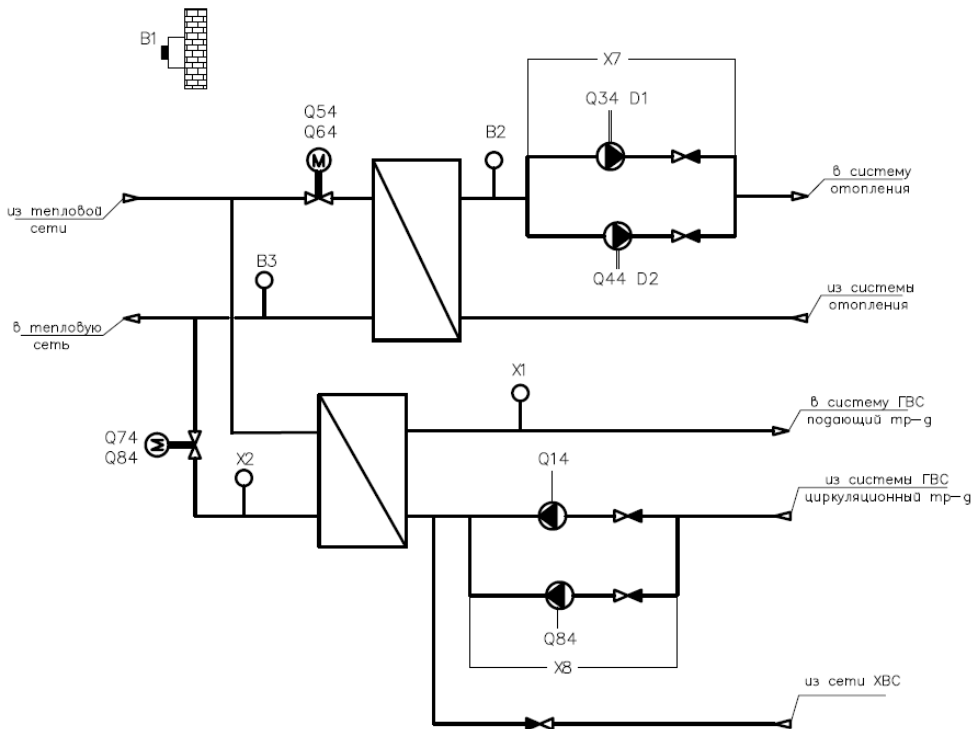 B1
X7
Q34 D1
Q54
Q64
B2
M
в систему
отопления
из тепловой
сети
Q44 D2
B3
из системы
отопления
в тепловую
сеть
X1
в систему ГВС
подающий тр-д
Q74
Q84
M
X2
Q14
из системы ГВС
циркуляционный тр-д
Q84
X8
из сети ХВС